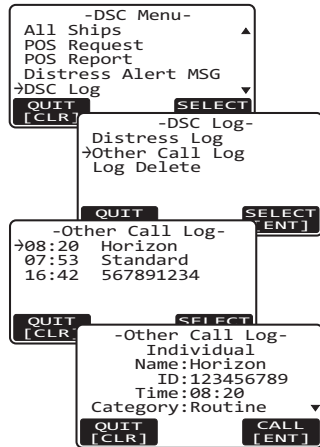 -DSC Menu-
All Ships
POS Request
POS Report
Distress Alert MSG
→DSC Log
QUIT SELECT
[CLR]
-DSC Log-
Distress Log
→Other Call Log
Log Delete
QUIT SELECT
[ENT]
-Other Call Log-
→08:20 Horizon
07:53 Standard
16:42 567891234
QUIT SELECT
[CLR]
-Other Call Log-
Individual
Name:Horizon
ID:123456789
Time:08:20
Category:Routine
QUIT CALL
[CLR] [ENT]